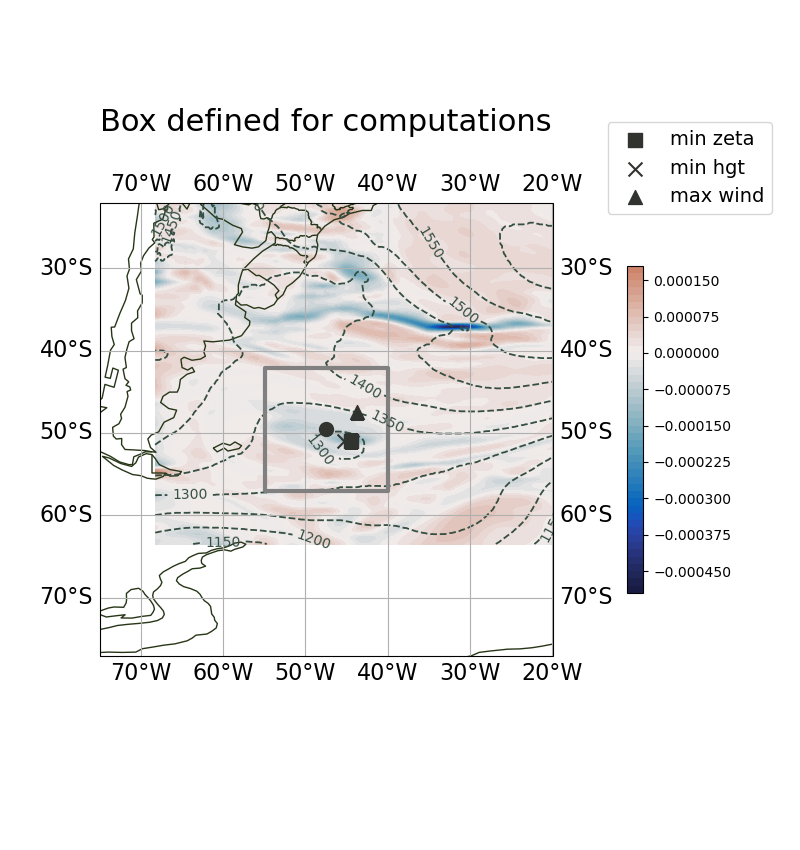 Box defined for computations
min zeta
min hgt
max wind
70°W 60°W 50°W 40°W 30°W 20°W
30°S 30°S
40°S 40°S
50°S 50°S
60°S 60°S
70°S 70°S
70°W 60°W 50°W 40°W 30°W 20°W
1450
1550
1500
1400
1350
1300
1300
1200
1150
0.000150
0.000075
0.000000
−0.000075
−0.000150
−0.000225
−0.000300
−0.000375
−0.000450